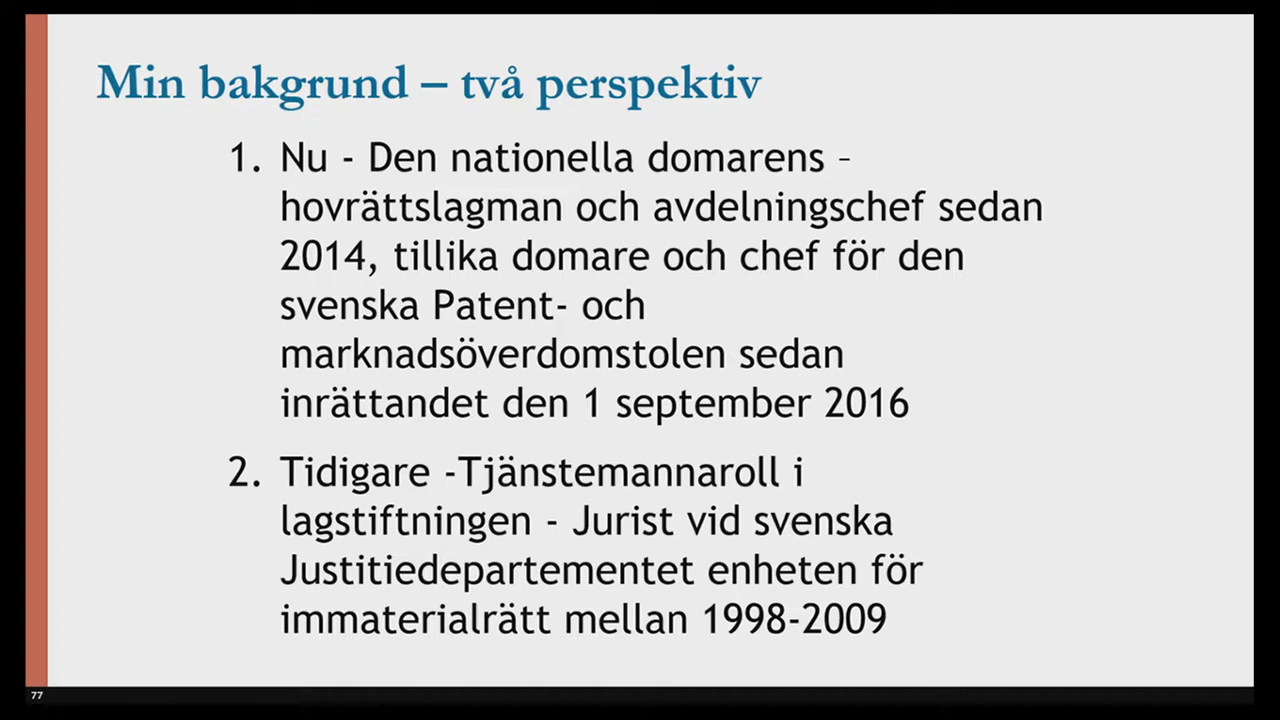 Min bakgrund – två perspektiv
1. Nu - Den nationella domarens –
hovrättslagman och avdelningschef sedan
2014, tillika domare och chef för den
svenska Patent- och
marknadsöverdomstolen sedan
inrättandet den 1 september 2016
2. Tidigare -Tjänstemannaroll i
lagstiftningen - Jurist vid svenska
Justitiedepartementet enheten för
immaterialrätt mellan 1998-2009
77